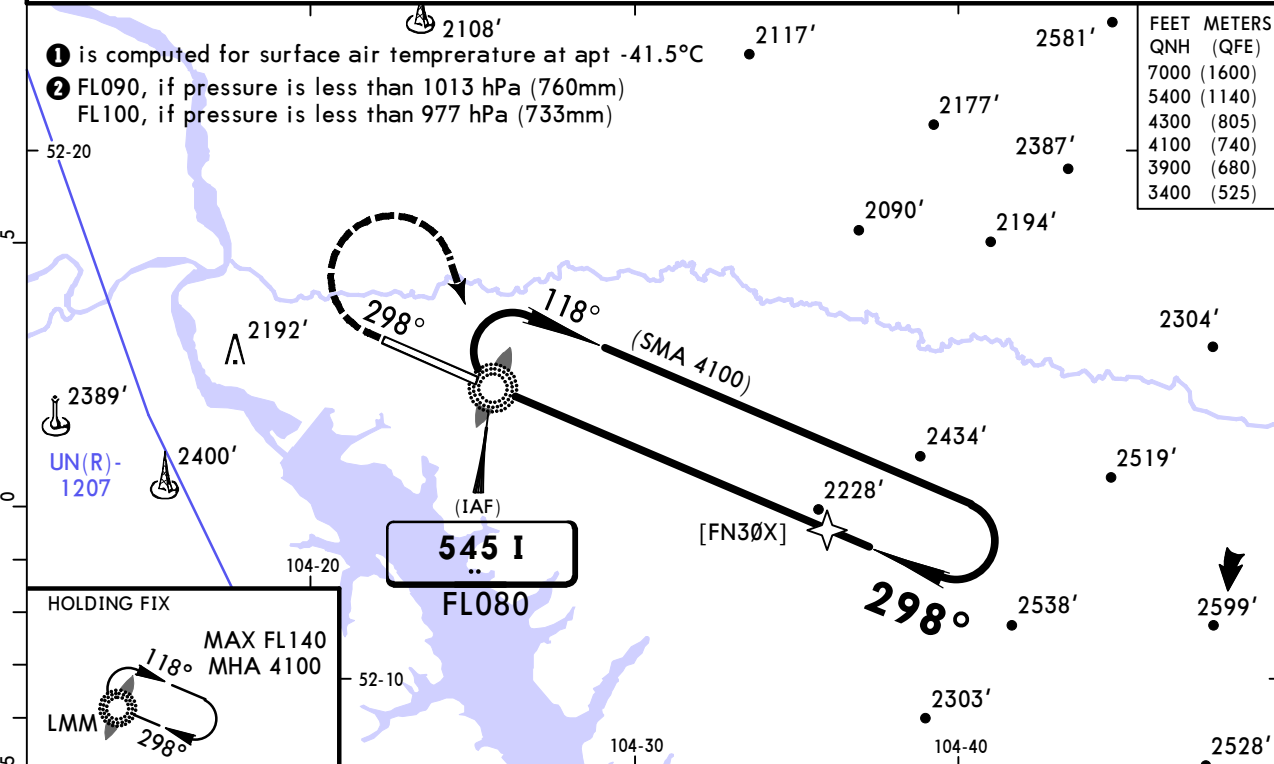 2108'
❶ is computed for surface air temprerature at apt -41.5°C
❷ FL090, if pressure is less than 1013 hPa (760mm)
FL100, if pressure is less than 977 hPa (733mm)
2117'
2581'
FEET METERS
QNH (QFE)
7000 (1600)
5400 (1140)
4300 (805)
4100 (740)
3900 (680)
3400 (525)
2177'
52-20
2387'
2090'
2194'
5
298°
118°
(SMA 4100)
2192'
2304'
2389'
2434'
UN(R)-
1207
2400'
2519'
2228'
0
(IAF)
[FN3ØX]
545 I
..
FL080
104-20
298°
2538'
2599'
HOLDING FIX
MAX FL140
MHA 4100
118°
LMM
298°
52-10
2303'
104-30
104-40
2528'
5